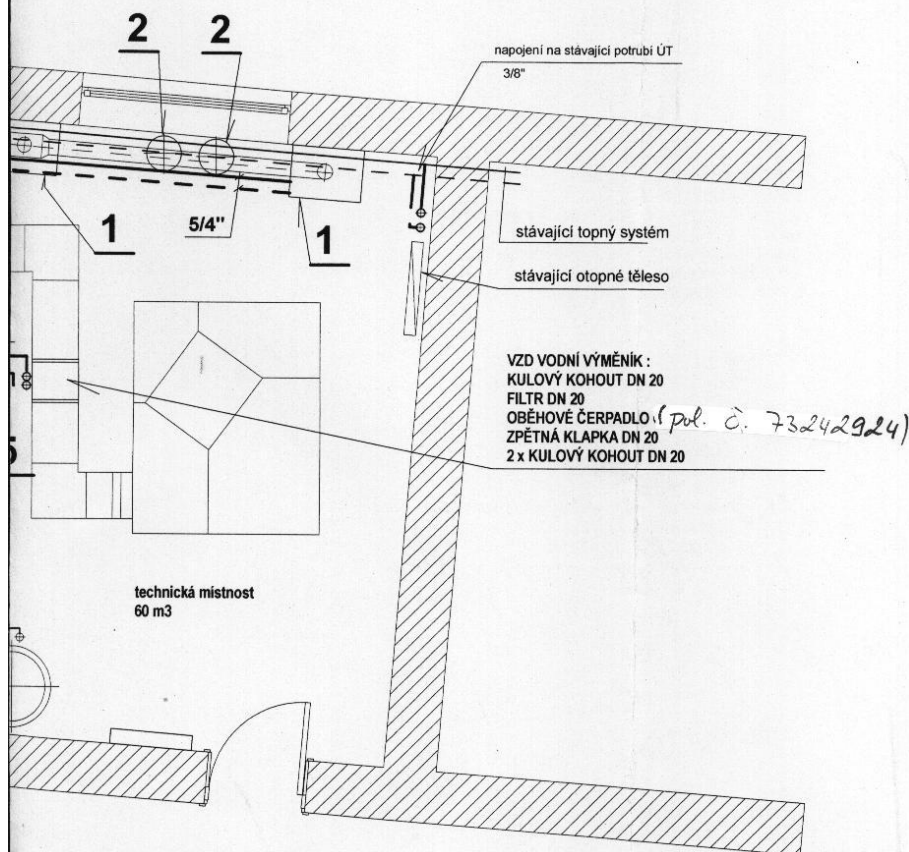 2 2
napojení na stávající potrubí ÚT
3/8"
1
5/4"
1
stávající topný systém
stávající otopné těleso
VZD VODNÍ VÝMĚNÍK :
KULOVÝ KOHOUT DN 20
FILTR DN 20
OBĚHOVÉ ČERPADLO (pol. č. 73242924)
ZPĚTNÁ KLAPKA DN 20
2 x KULOVÝ KOHOUT DN 20
technická místnost
60 m3